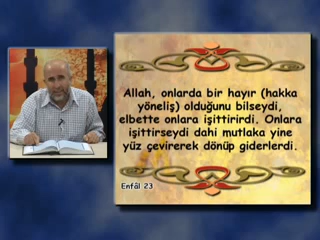 Allah, onlarda bir hayır (hakka
yöneliş) olduğunu bilseydi,
elbette onlara işittirirdi. Onlara
işittirseydi dahi mutlaka yine
yüz çevirerek dönüp giderlerdi.
Enfâl 23